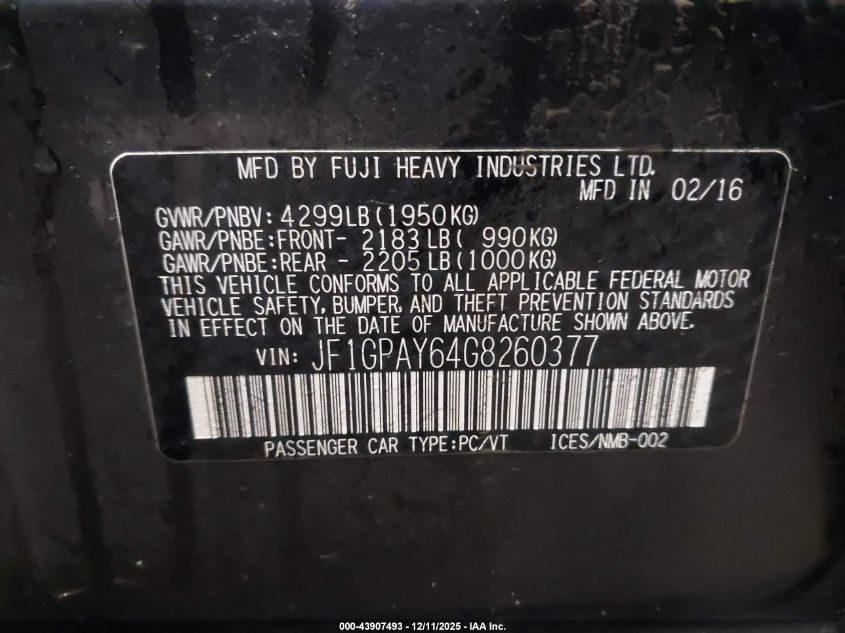 MFD BY FUJI HEAVY INDUSTRIES LTD.
MFD IN 02/16
GVWR/PNBV: 4299LB(1950KG)
GAWR/PNBE:FRONT- 2183LB( 990KG)
GAWR/PNBE:REAR - 2205LB(1000KG)
THIS VEHICLE CONFORMS TO ALL APPLICABLE FEDERAL MOTOR
VEHICLE SAFETY, BUMPER, AND THEFT PREVENTION STANDARDS
IN EFFECT ON THE DATE OF MANUFACTURE SHOWN ABOVE.
VIN: JF1GPAY64G8260377
PASSENGER CAR TYPE:PC/VT ICES/NMB-002
000-43907493 - 12/11/2025 - IAA Inc.